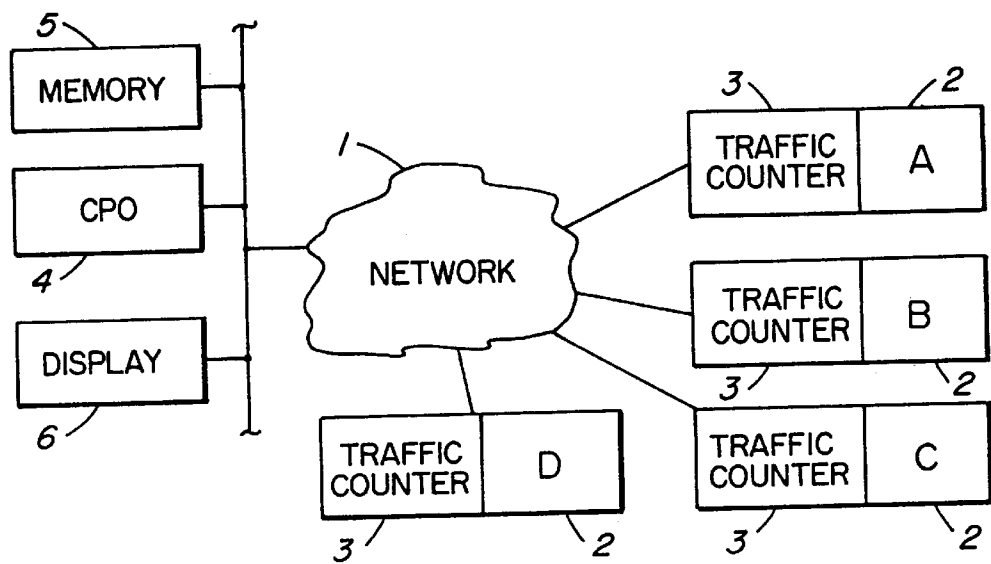 5
MEMORY
CPO
4
DISPLAY
6
1
NETWORK
3 2
TRAFFIC
COUNTER
A
TRAFFIC
COUNTER
B
3 2
TRAFFIC
COUNTER
C
3 2
TRAFFIC
COUNTER
D
3 2